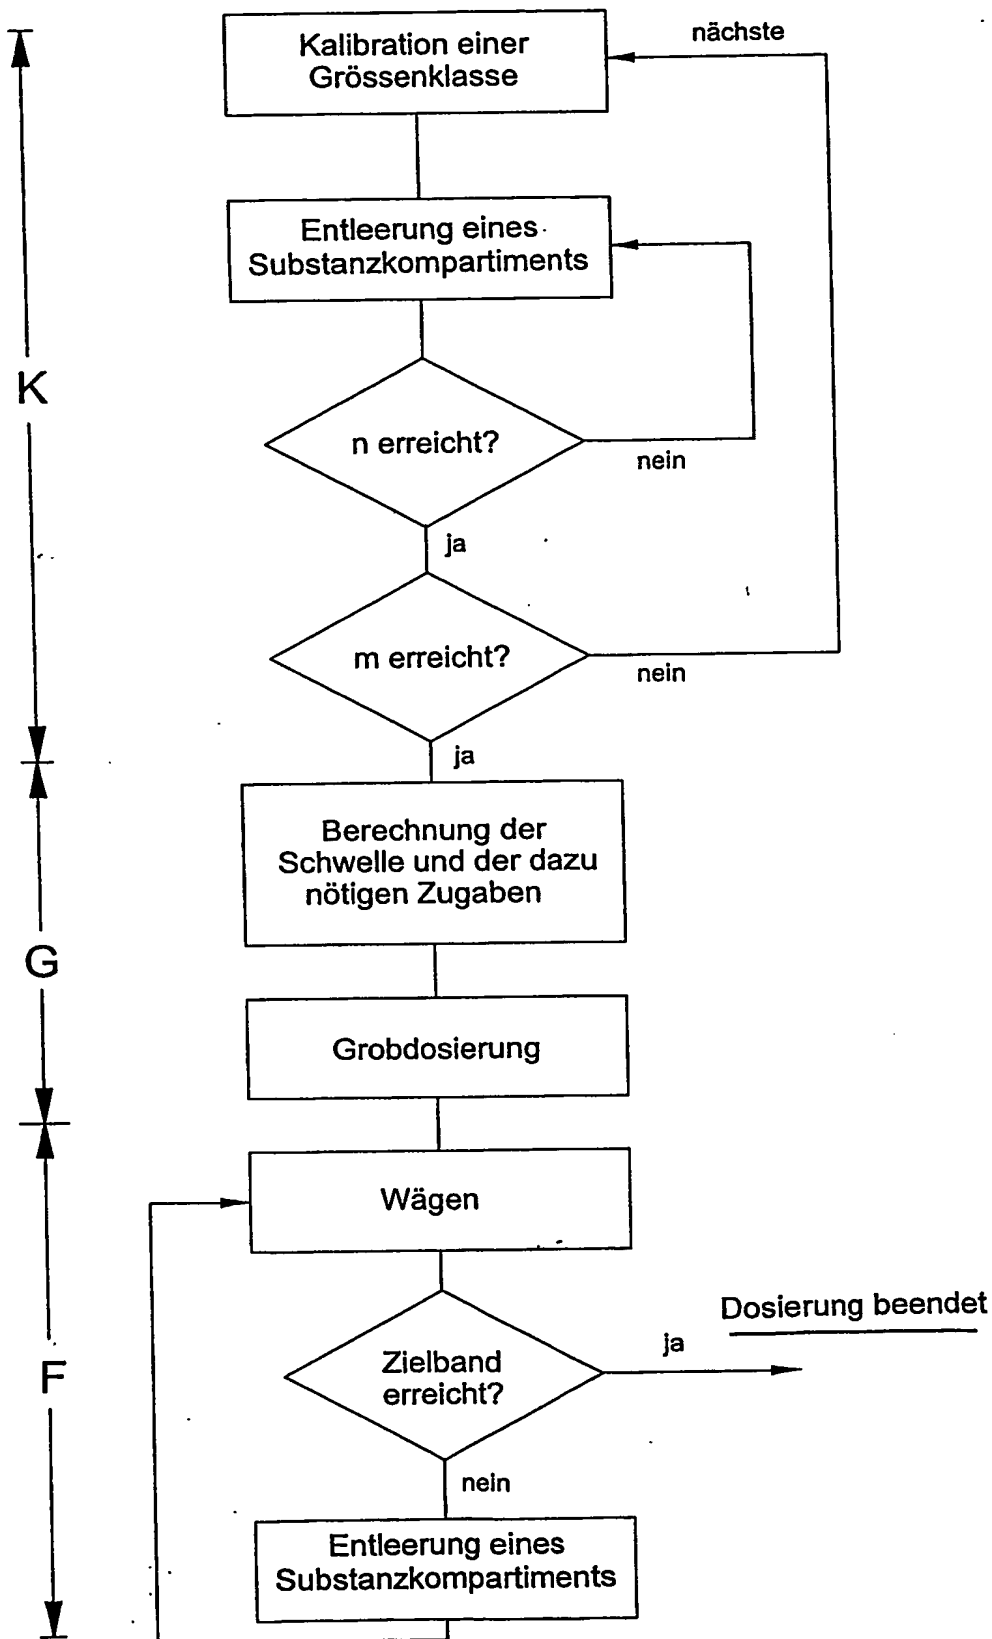 Kalibration einer
Grössenklasse
nächste
Entleerung eines
Substanzkompartiments
K
n erreicht?
nein
ja
m erreicht?
nein
ja
Berechnung der
Schwelle und der dazu
nötigen Zugaben
G
Grobdosierung
Wägen
Dosierung beendet
ja
Zielband
erreicht?
F
nein
Entleerung eines
Substanzkompartiments